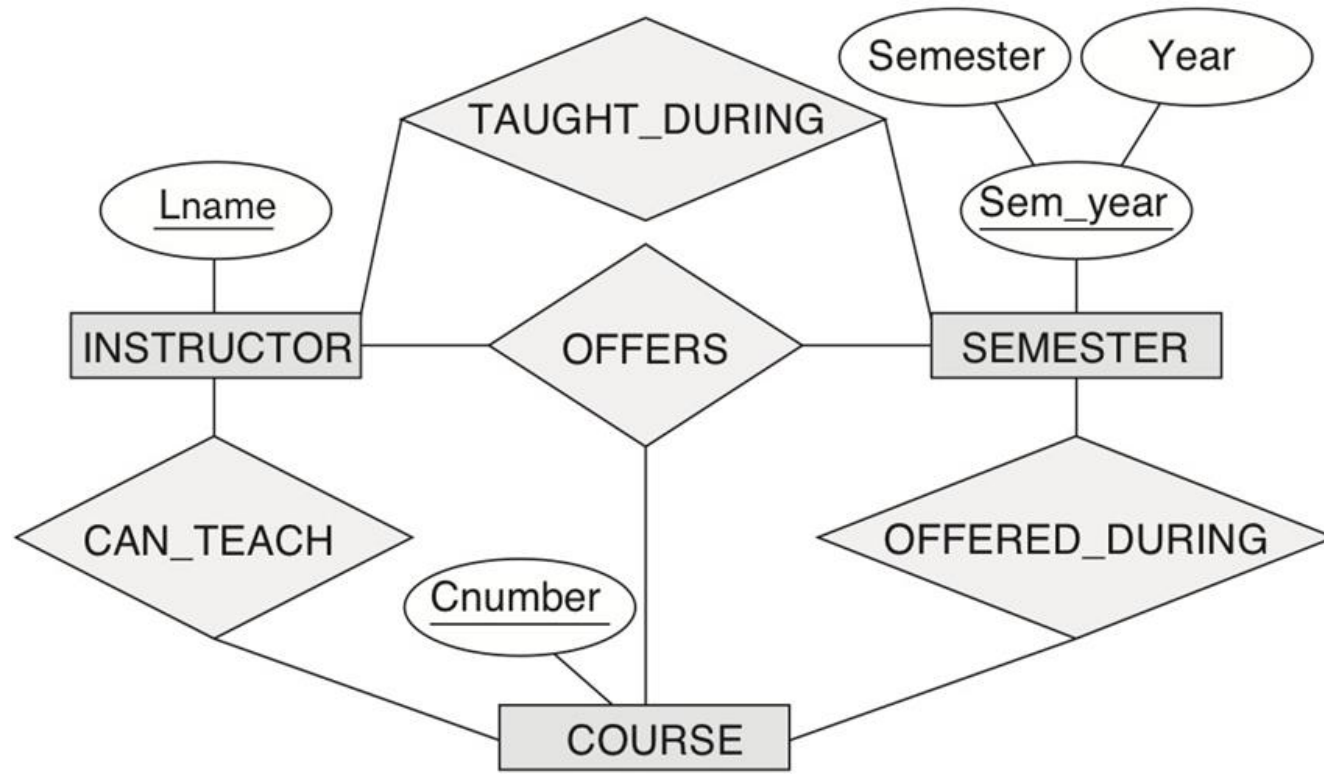 Semester
Year
TAUGHT_DURING
Lname
Sem_year
INSTRUCTOR
OFFERS
SEMESTER
CAN_TEACH
OFFERED_DURING
Cnumber
COURSE